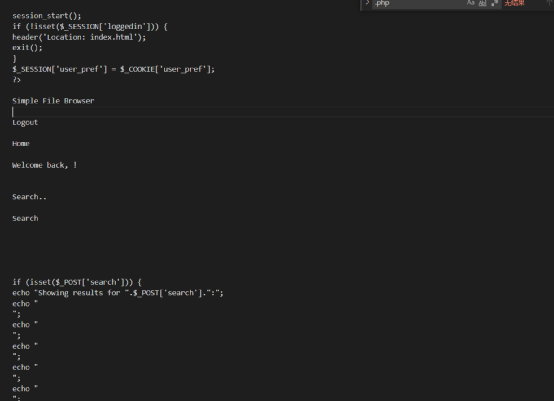 .php
Aa
ab
无结果
session_start();
if (!isset($_SESSION['loggedin'])) {
header('Location: index.html');
exit();
}
$_SESSION['user_pref'] = $_COOKIE['user_pref'];
?>
Simple File Browser
Logout
Home
Welcome back, !
Search..
Search
if (isset($_POST['search'])) {
echo "Showing results for ".$_POST['search'].":";
echo "
";
echo "
";
echo "
";
echo "
";
echo "
";